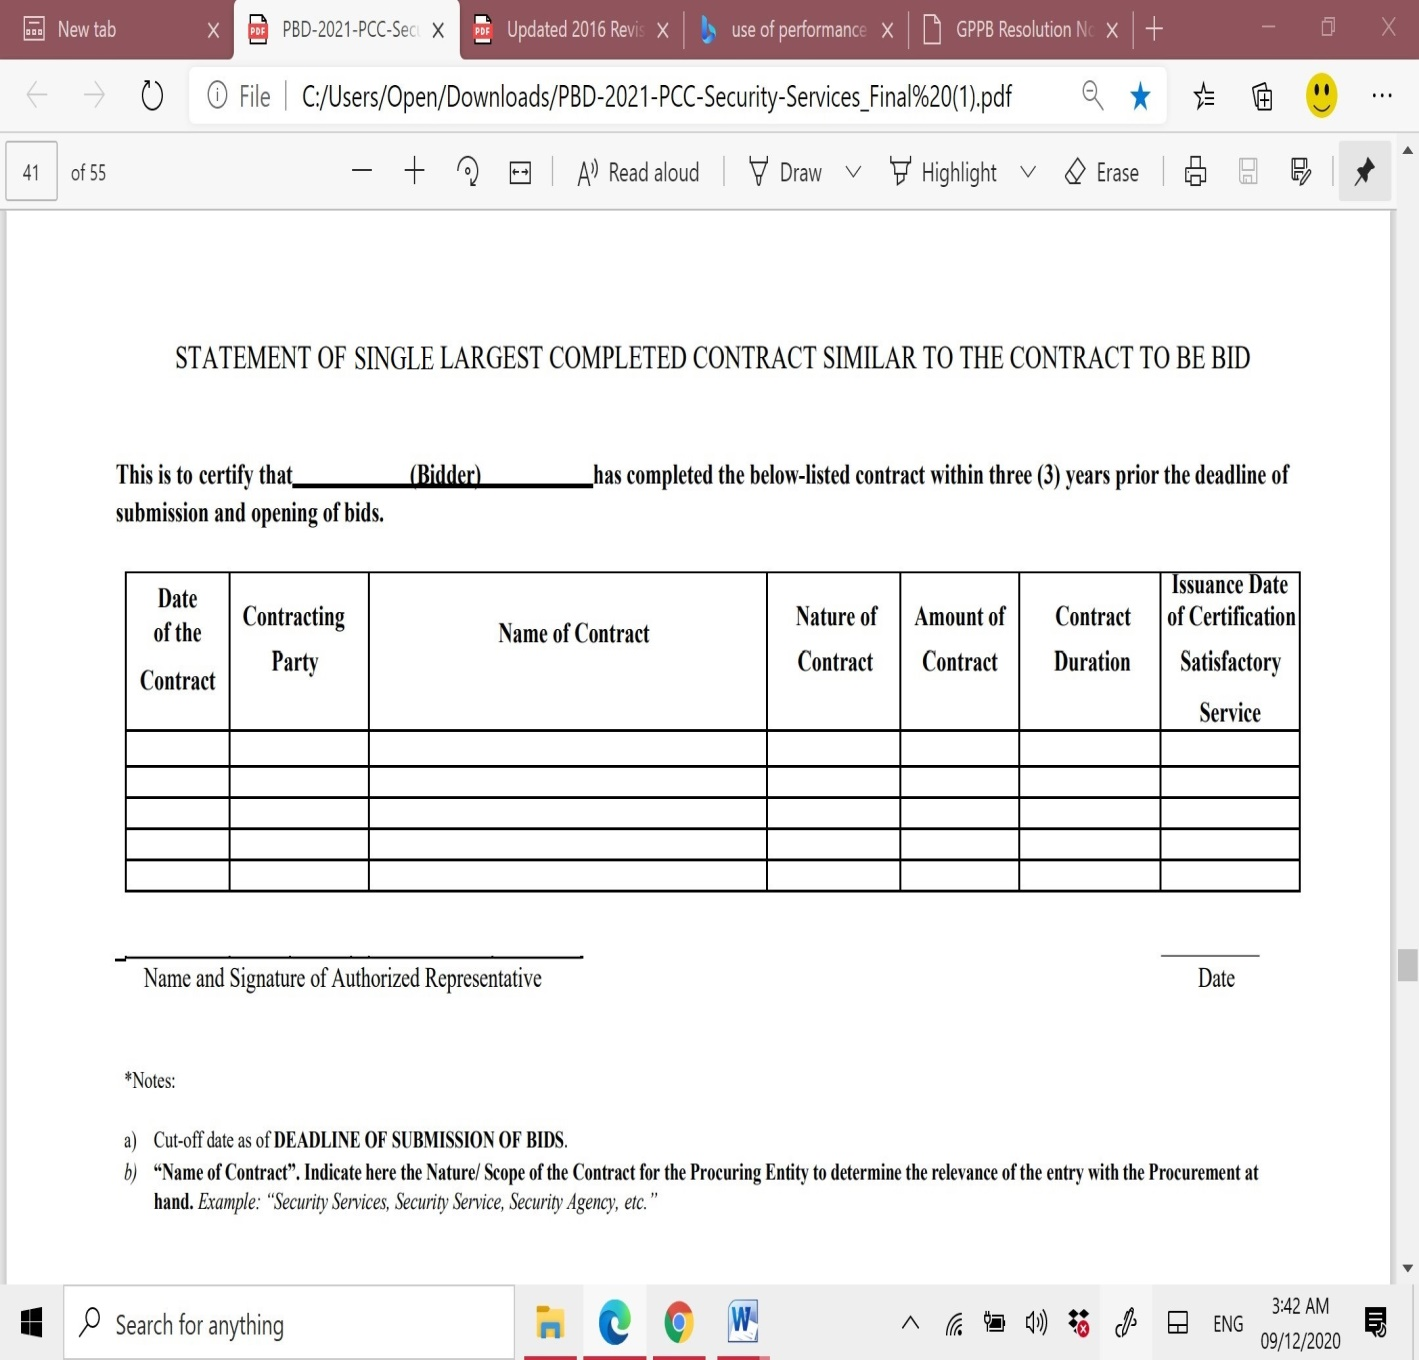 New tab
PBD-2021-PCC-Sec
Updated 2016 Revis
use of performance
GPPB Resolution No
File
C:/Users/Open/Downloads/PBD-2021-PCC-Security-Services_Final%20(1).pdf
41 of 55
Read aloud
Draw
Highlight
Erase
STATEMENT OF SINGLE LARGEST COMPLETED CONTRACT SIMILAR TO THE CONTRACT TO BE BID
This is to certify that (Bidder) has completed the below-listed contract within three (3) years prior the deadline of
submission and opening of bids.
Date
of the
Contract
Contracting
Party
Name of Contract
Nature of
Contract
Amount of
Contract
Contract
Duration
Issuance Date
of Certification
Satisfactory
Service
Name and Signature of Authorized Representative
Date
*Notes:
a) Cut-off date as of DEADLINE OF SUBMISSION OF BIDS.
b) “Name of Contract”. Indicate here the Nature/ Scope of the Contract for the Procuring Entity to determine the relevance of the entry with the Procurement at
hand. Example: “Security Services, Security Service, Security Agency, etc.”
Search for anything
ENG
3:42 AM
09/12/2020